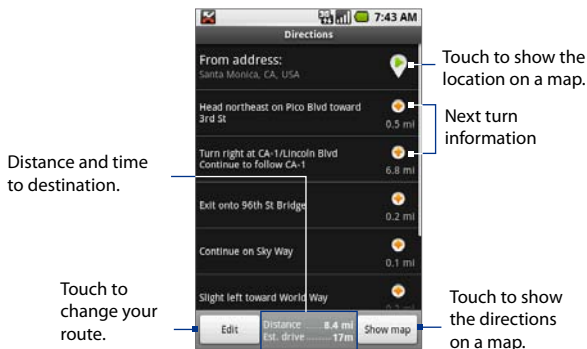 3G
7:43 AM
Directions
From address:
Santa Monica, CA, USA
Touch to show the
location on a map.
Head northeast on Pico Blvd toward
3rd St
0.5 mi
Next turn
information
Turn right at CA-1/Lincoln Blvd
Continue to follow CA-1
6.8 mi
Distance and time
to destination.
Exit onto 96th St Bridge
0.2 mi
Continue on Sky Way
0.1 mi
Slight left toward World Way
Touch to
change your
route.
Edit
Distance ..... 8.4 mi
Est. drive ........ 17m
Show map
Touch to show
the directions
on a map.